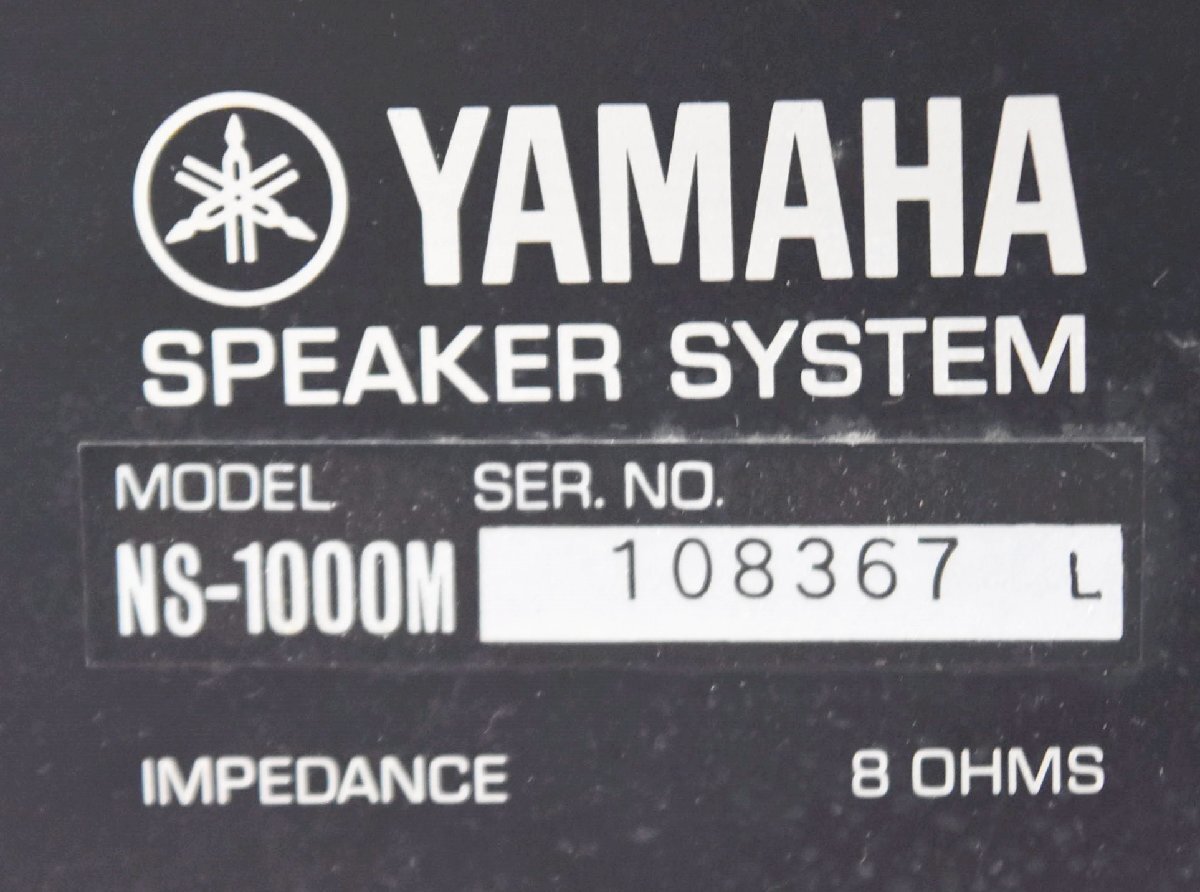 YAMAHA
SPEAKER SYSTEM
MODEL SER. NO.
NS-1000M 108367 L
IMPEDANCE 8 OHMS